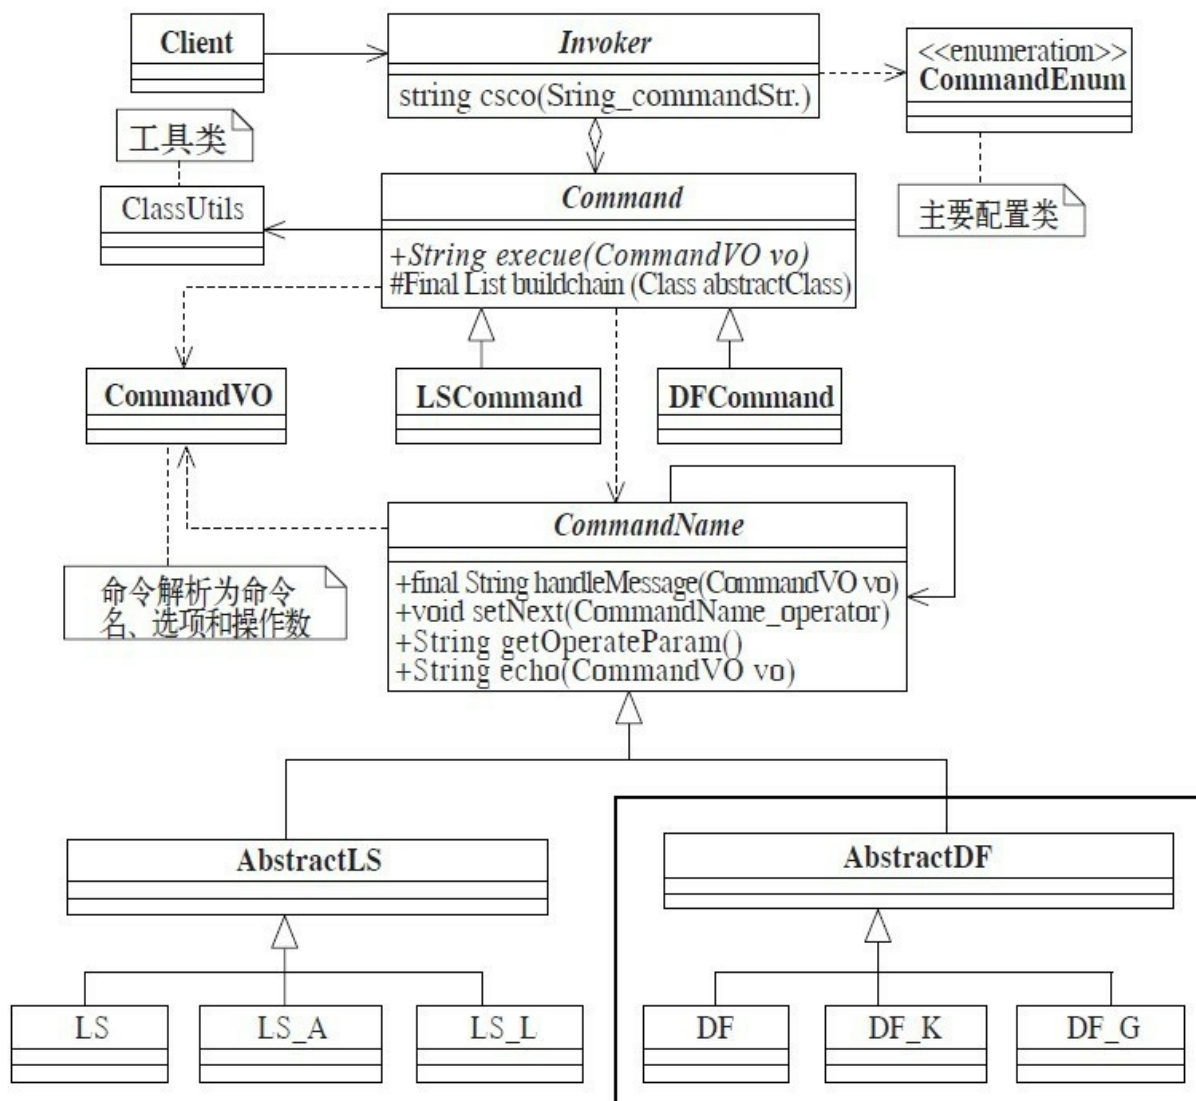 Client
Invoker
string csco(Sring_commandStr.)
<<enumeration>>
CommandEnum
工具类
主要配置类
ClassUtils
Command
+String execue(CommandVO vo)
#Final List buildchain (Class abstractClass)
CommandVO
LSCommand
DFCommand
CommandName
+final String handleMessage(CommandVO vo)
+void setNext(CommandName_operator)
+String getOperateParam()
+String echo(CommandVO vo)
命令解析为命令
名、选项和操作数
AbstractLS
AbstractDF
LS
LS_A
LS_L
DF
DF_K
DF_G